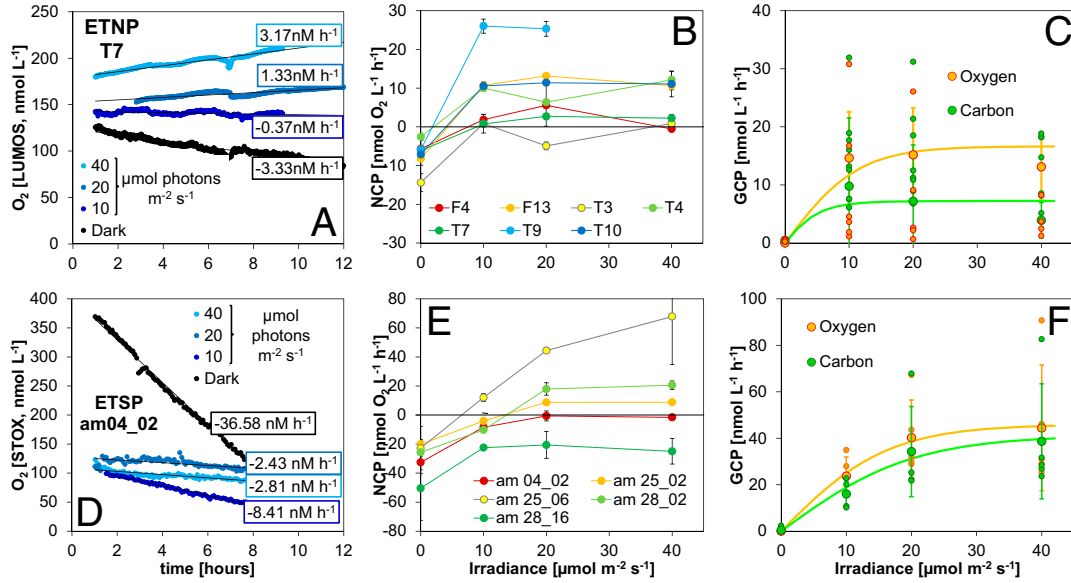 A
ETNP
T7
O2 [LUMOS, nmol L-1]
250
200
150
100
50
0
0 2 4 6 8 10 12
3.17nM h-1
1.33nM h-1
-0.37nM h-1
-3.33nM h-1
40
20
10
Dark
μmol photons
m-2 s-1
B
NCP [nmol O2 L-1 h-1]
30
20
10
0
-10
-20
-30
0 10 20 30 40
F4 F13 T3 T4
T7 T9 T10
C
GCP [nmol L-1 h-1]
40
30
20
10
0
0 10 20 30 40
Oxygen
Carbon
D
ETSP
am04_02
O2 [STOX, nmol L-1]
400
350
300
250
200
150
100
50
0
0 2 4 6 8 10 12
time [hours]
40
20
10
Dark
μmol
photons
m-2 s-1
-36.58 nM h-1
-2.43 nM h-1
-2.81 nM h-1
-8.41 nM h-1
E
NCP [nmol O2 L-1 h-1]
80
60
40
20
0
-20
-40
-60
-80
0 10 20 30 40
Irradiance [μmol m-2 s-1]
am 04_02 am 25_02
am 25_06 am 28_02
am 28_16
F
GCP [nmol L-1 h-1]
100
80
60
40
20
0
0 10 20 30 40
Irradiance [μmol m-2 s-1]
Oxygen
Carbon